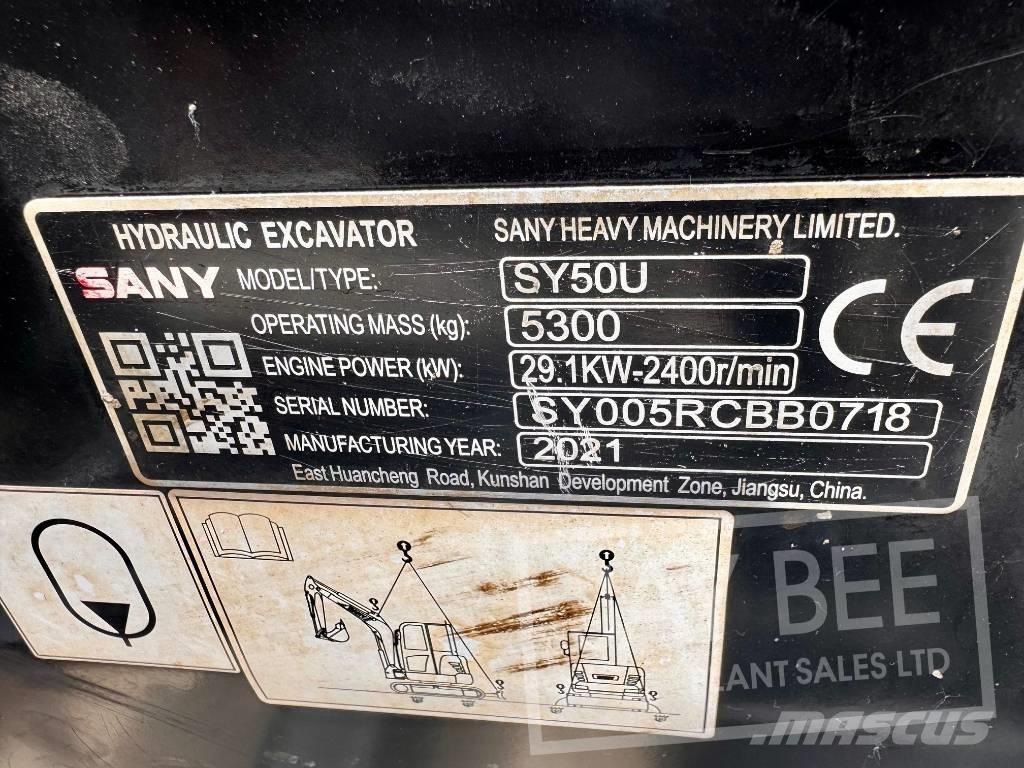 HYDRAULIC EXCAVATOR SANY HEAVY MACHINERY LIMITED.
SANY MODEL/TYPE: SY50U
OPERATING MASS (kg): 5300
ENGINE POWER (kW): 29.1KW-2400r/min
SERIAL NUMBER: SY005RCBB0718
MANUFACTURING YEAR: 2021
East Huancheng Road, Kunshan Development Zone, Jiangsu, China.
CE
BEE
SALES LTD
mascus